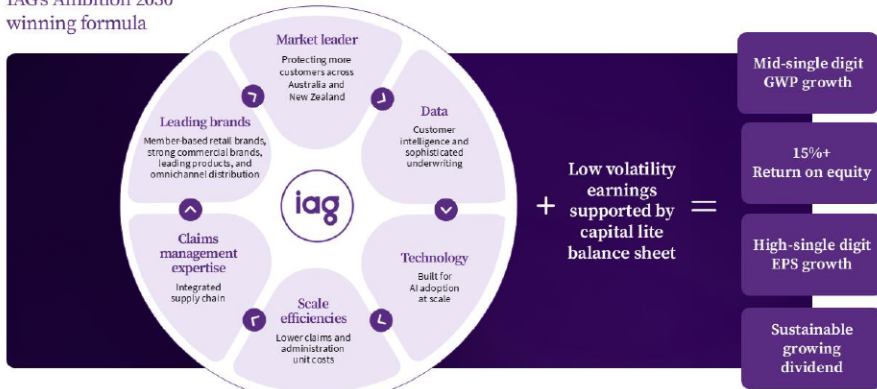 IAG's Ambition 2030
winning formula
Market leader
Protecting more
customers across
Australia and
New Zealand
Data
Customer
intelligence and
sophisticated
underwriting
Technology
Built for
AI adoption
at scale
Scale
efficiencies
Lower claims and
administration
unit costs
Claims
management
expertise
Integrated
supply chain
Leading brands
Member-based retail brands,
strong commercial brands,
leading products, and
omnichannel distribution
iag
+
Low volatility
earnings
supported by
capital lite
balance sheet
=
Mid-single digit
GWP growth
15%+
Return on equity
High-single digit
EPS growth
Sustainable
growing
dividend